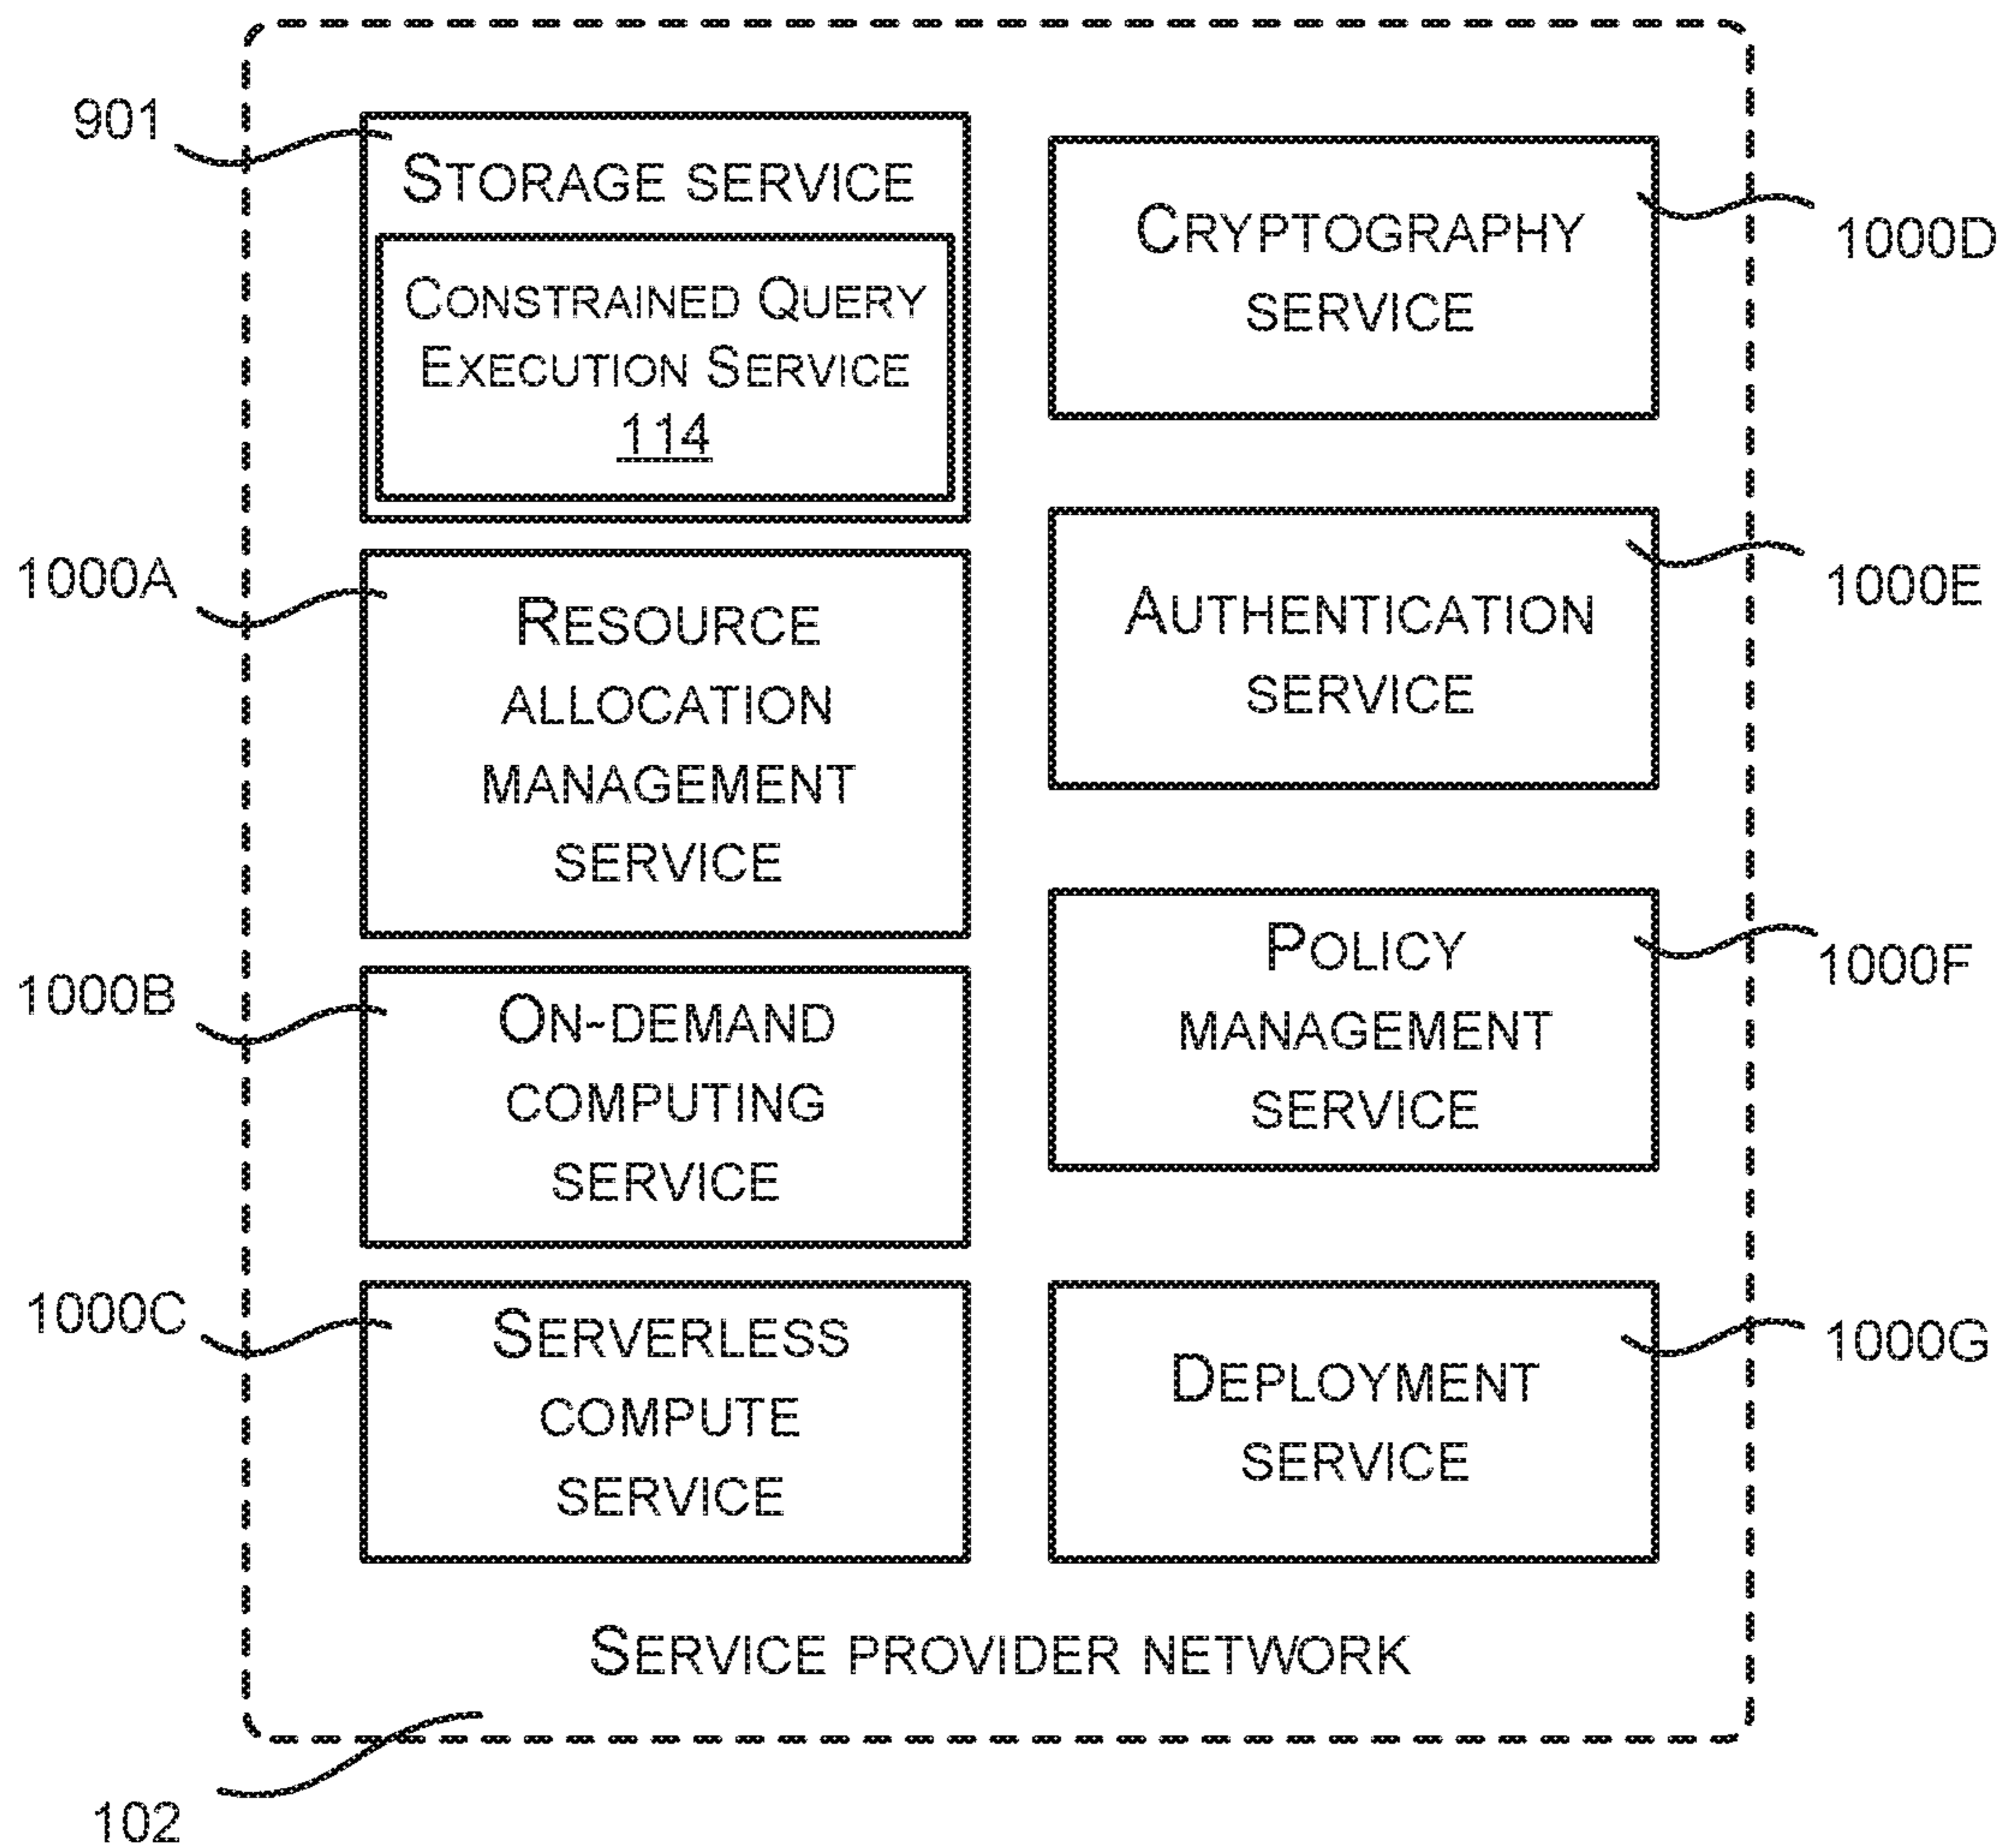 901
STORAGE SERVICE
CONSTRAINED QUERY
EXECUTION SERVICE
114
1000A
RESOURCE
ALLOCATION
MANAGEMENT
SERVICE
1000B
ON-DEMAND
COMPUTING
SERVICE
1000C
SERVERLESS
COMPUTE
SERVICE
CRYPTOGRAPHY
SERVICE
1000D
AUTHENTICATION
SERVICE
1000E
POLICY
MANAGEMENT
SERVICE
1000F
DEPLOYMENT
SERVICE
1000G
SERVICE PROVIDER NETWORK
102